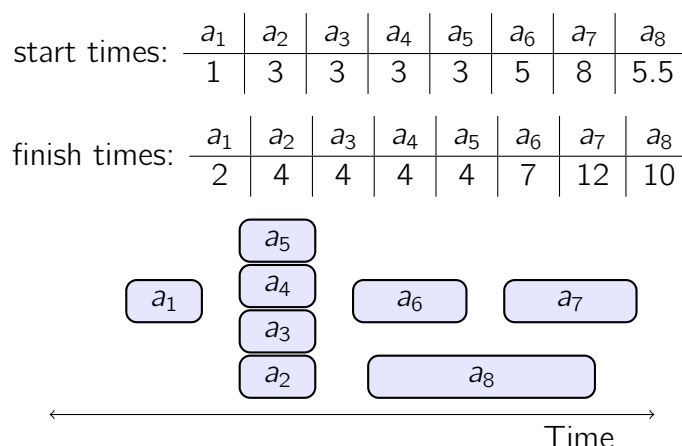 a1 a2 a3 a4 a5 a6 a7 a8
start times: 1 3 3 3 3 5 8 5.5
a1 a2 a3 a4 a5 a6 a7 a8
finish times: 2 4 4 4 4 7 12 10
a5
a4
a1 a6 a7
a3
a2 a8
Time